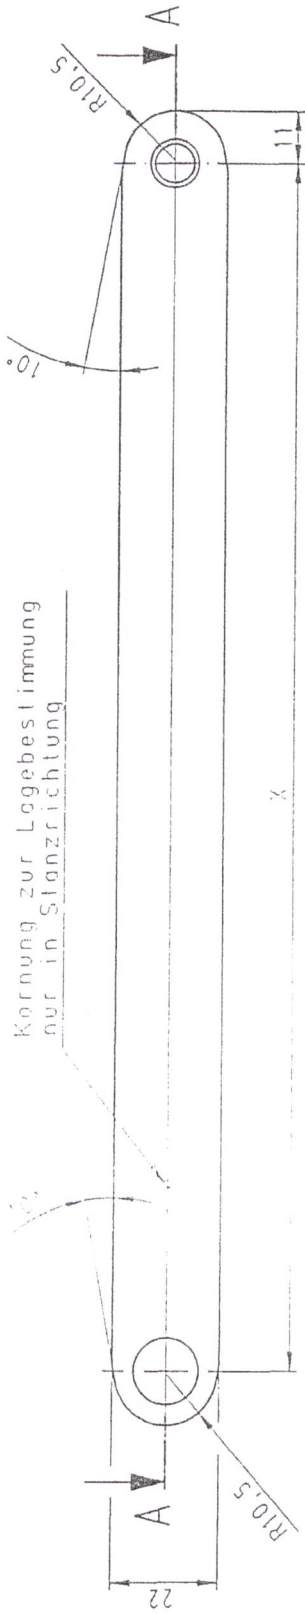 A
R10,5
11
10°
Kornung zur Lagebestimmung
nur in Stanzrichtung
X
A
R10,5
22